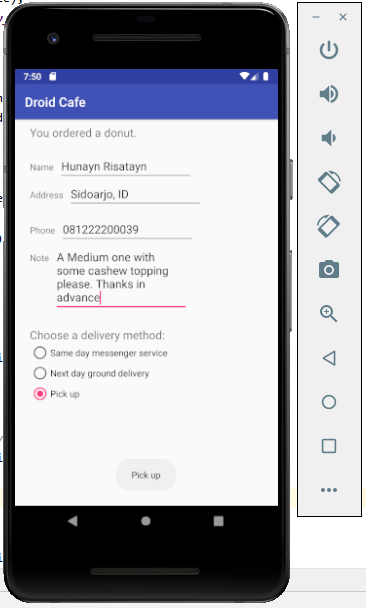 7:50
Droid Cafe
You ordered a donut.
Name Hunayn Risatayn
Address Sidoarjo, ID
Phone 081222200039
Note A Medium one with
some cashew topping
please. Thanks in
advance
Choose a delivery method:
Same day messenger service
Next day ground delivery
Pick up
Pick up